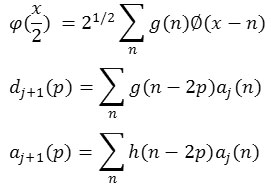 φ(x/2) = 2^{1/2} ∑_n g(n)∅(x − n)
d_{j+1}(p) = ∑_n g(n − 2p)a_j(n)
a_{j+1}(p) = ∑_n h(n − 2p)a_j(n)